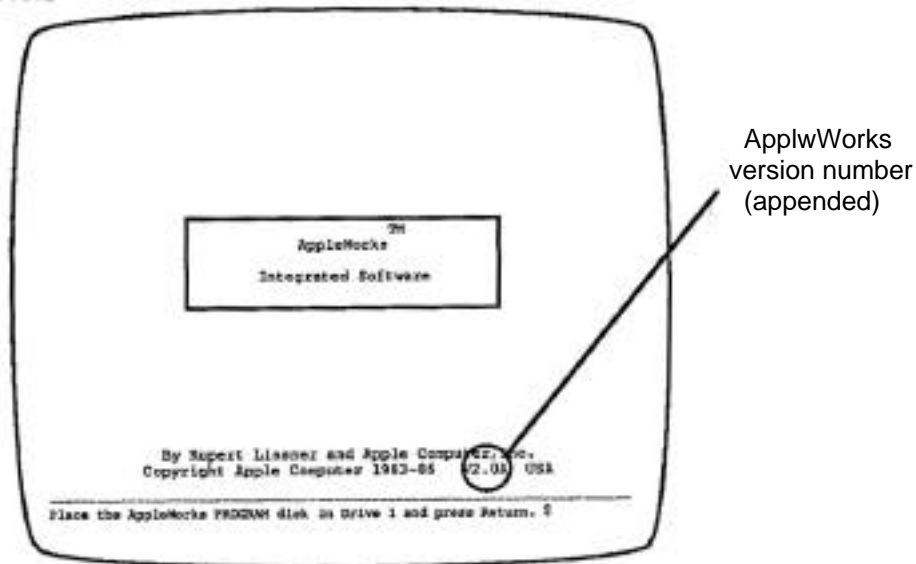 TM
AppleWorks
Integrated Software
By Rupert Lissner and Apple Computer, Inc.
Copyright Apple Computer 1983-86 V2.0A USA
Place the AppleWorks PROGRAM disk in Drive 1 and press Return.
ApplwWorks
version number
(appended)